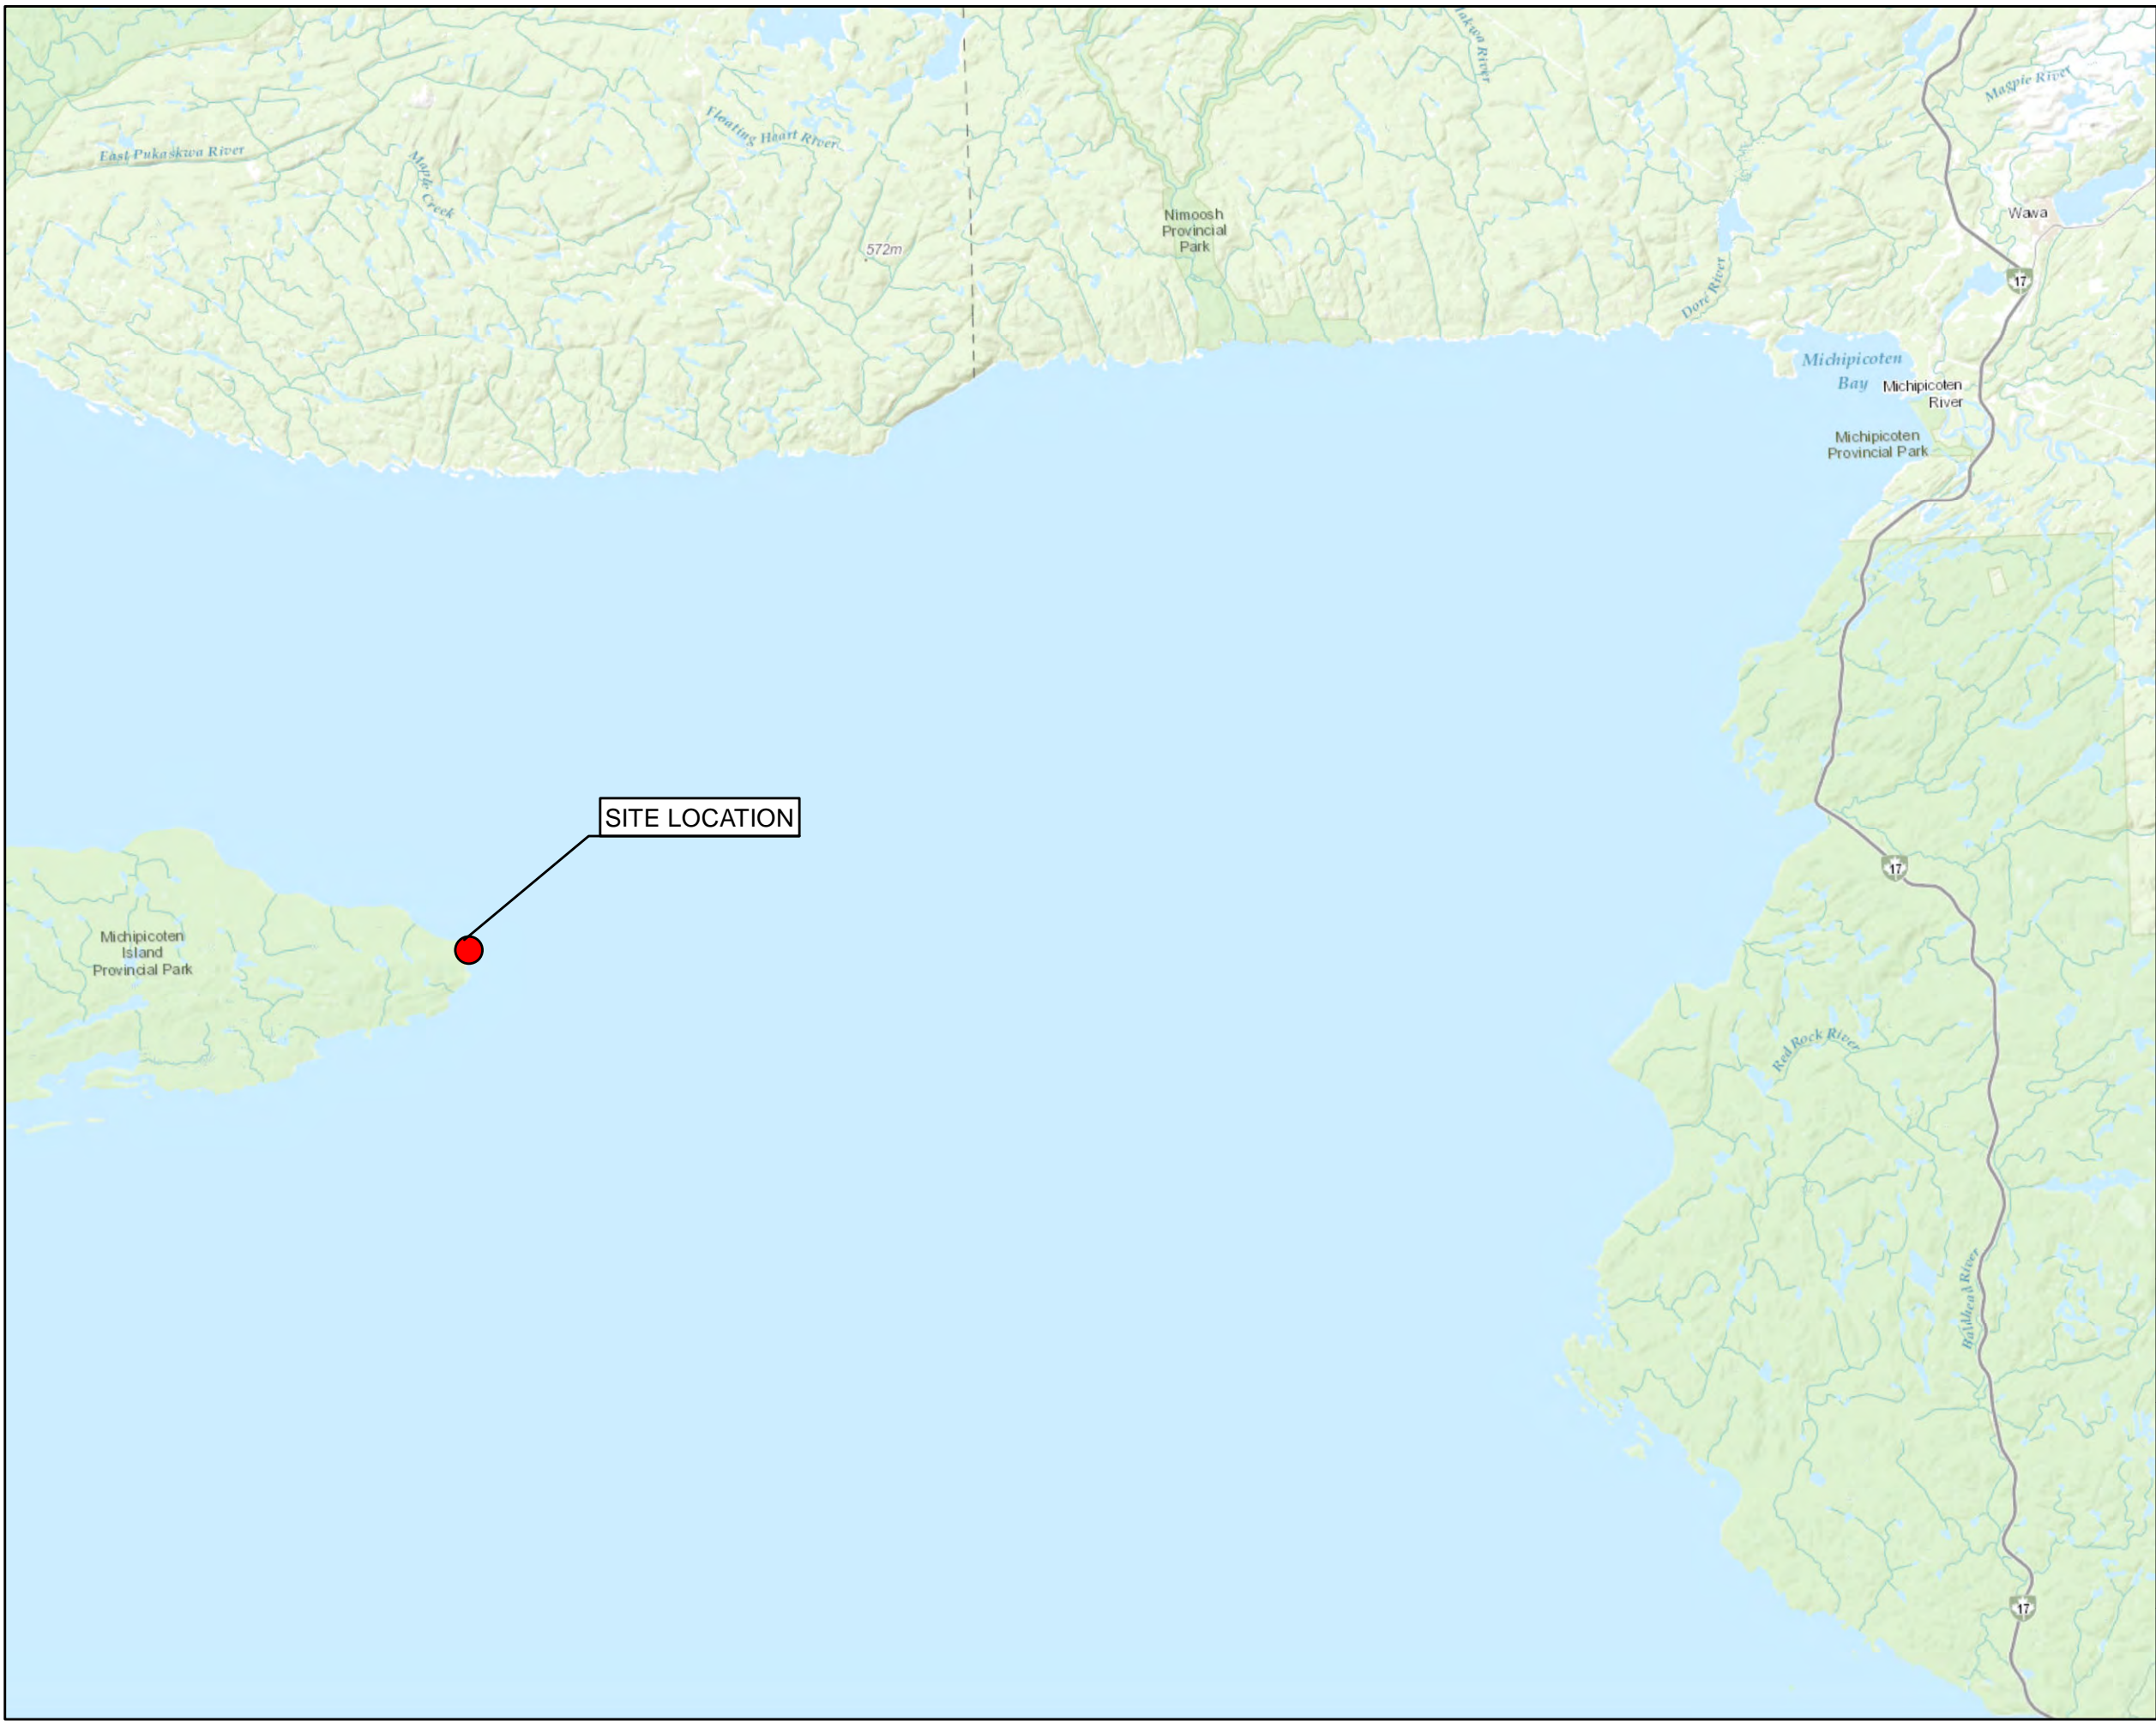 Makwa River
Magpie River
Floating Heart River
East Pukaskwa River
Maple
Creek
Nimoosh
Provincial
Park
Wawa
572m
17
Dore River
Michipicoten
Bay
Michipicoten
River
Michipicoten
Provincial Park
SITE LOCATION
17
Michipicoten
Island
Provincial Park
Red Rock River
Baldhead River
17